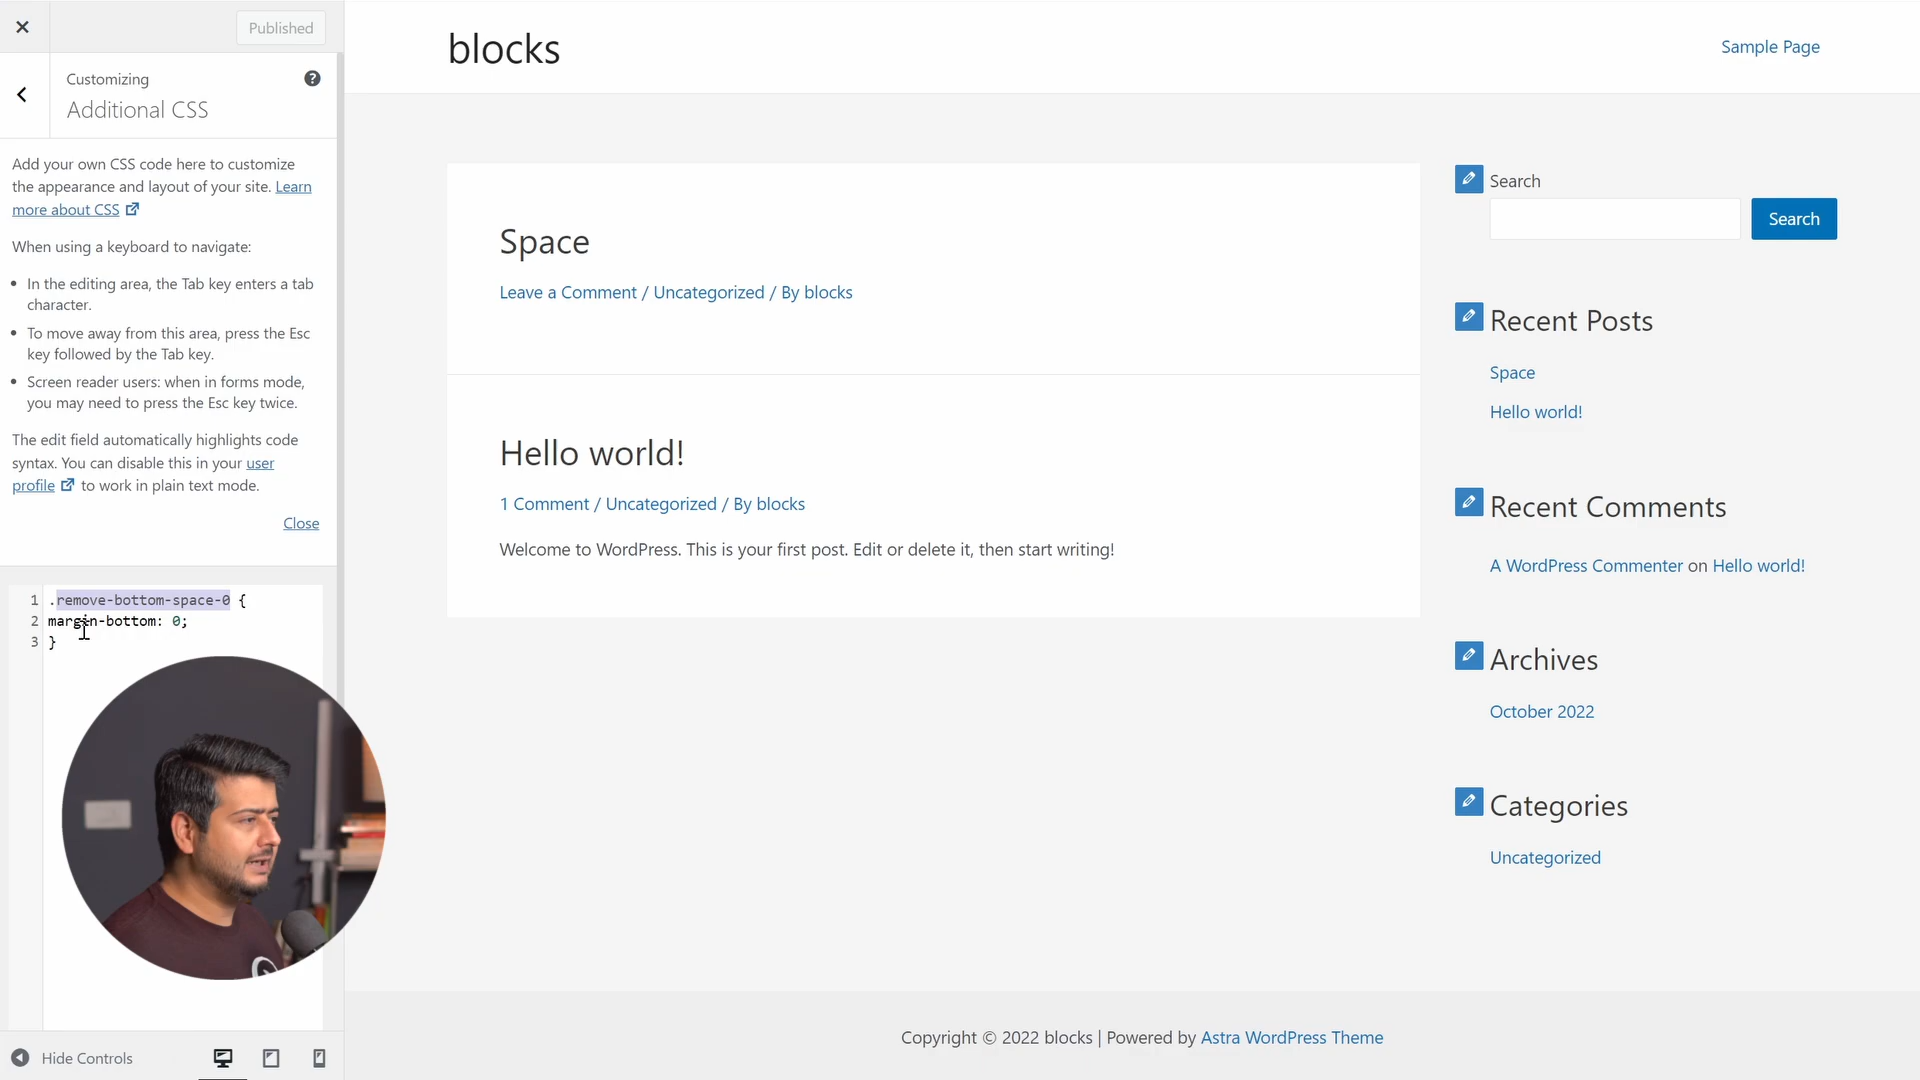 Published
Customizing
Additional CSS
Add your own CSS code here to customize
the appearance and layout of your site. Learn
more about CSS
When using a keyboard to navigate:
In the editing area, the Tab key enters a tab
character.
To move away from this area, press the Esc
key followed by the Tab key.
Screen reader users: when in forms mode,
you may need to press the Esc key twice.
The edit field automatically highlights code
syntax. You can disable this in your user
profile to work in plain text mode.
Close
1 .remove-bottom-space-0 {
2 margin-bottom: 0;
3 }
Hide Controls
blocks
Sample Page
Space
Leave a Comment / Uncategorized / By blocks
Hello world!
1 Comment / Uncategorized / By blocks
Welcome to WordPress. This is your first post. Edit or delete it, then start writing!
Search
Search
Recent Posts
Space
Hello world!
Recent Comments
A WordPress Commenter on Hello world!
Archives
October 2022
Categories
Uncategorized
Copyright © 2022 blocks | Powered by Astra WordPress Theme